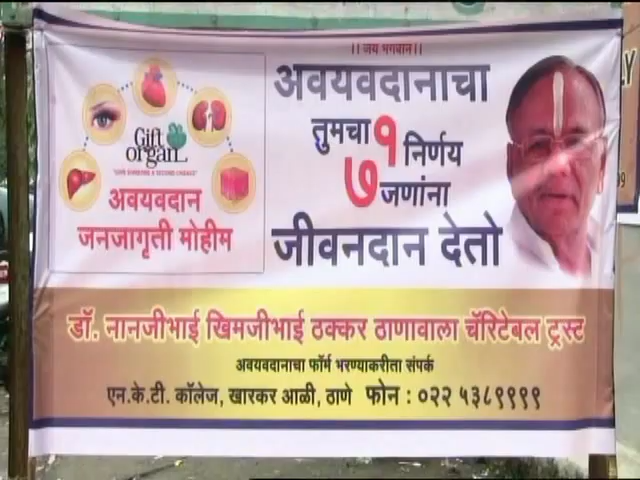 ।। जय भगवान ।।
अवयवदानाचा
तुमचा १ निर्णय
७ जणांना
जीवनदान देतो
Gift
organ
"GIVE SOMEONE A SECOND CHANCE"
अवयवदान
जनजागृती मोहीम
डॉ. नानजीभाई खिमजीभाई ठक्कर ठाणावाला चॅरिटेबल ट्रस्ट
अवयवदानाचा फॉर्म भरण्याकरीता संपर्क
एन.के.टी. कॉलेज, खारकर आळी, ठाणे फोन : ०२२ ५३८९९९९